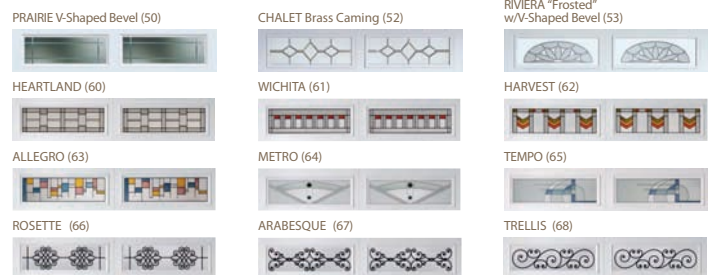 PRAIRIE V-Shaped Bevel (50)
CHALET Brass Caming (52)
RIVIERA "Frosted"
w/V-Shaped Bevel (53)
HEARTLAND (60)
WICHITA (61)
HARVEST (62)
ALLEGRO (63)
METRO (64)
TEMPO (65)
ROSETTE (66)
ARABESQUE (67)
TRELLIS (68)